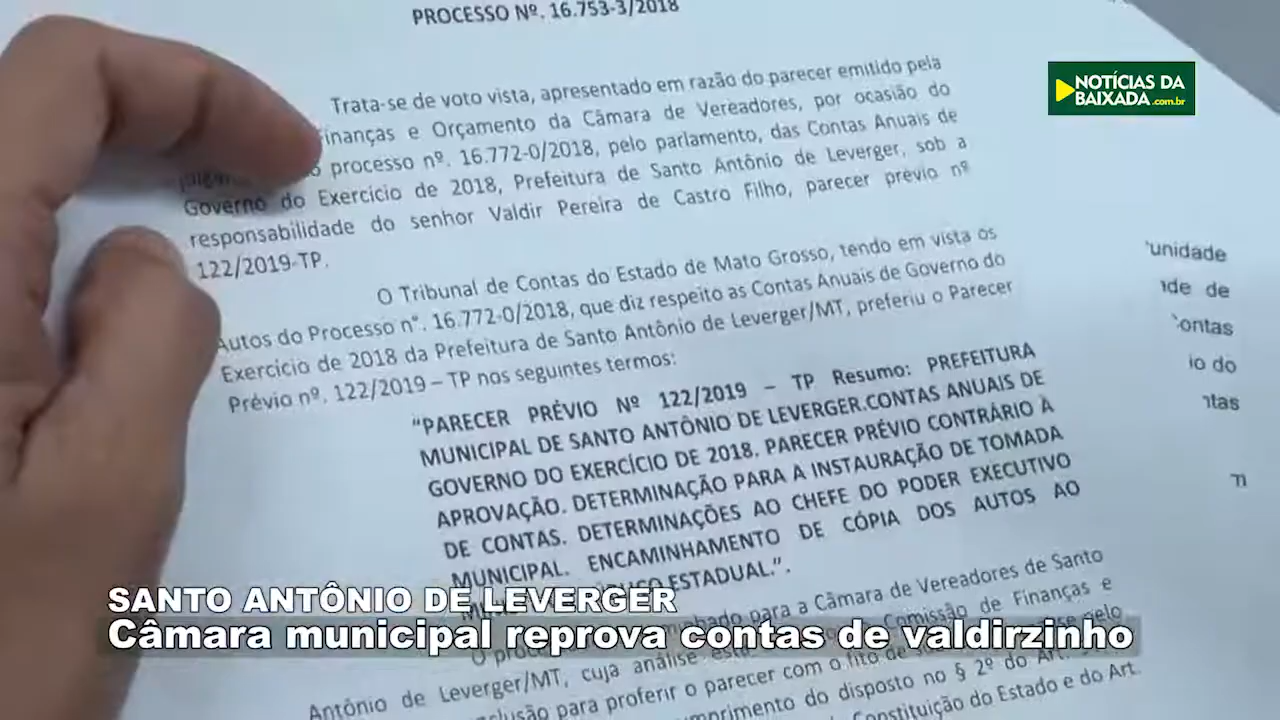 PROCESSO Nº. 16.753-3/2018
NOTÍCIAS DA
BAIXADA.com.br
Trata-se de voto vista, apresentado em razão do parecer emitido pela
Finanças e Orçamento da Câmara de Vereadores, por ocasião do
processo nº. 16.772-0/2018, pelo parlamento, das Contas Anuais de
Governo do Exercício de 2018, Prefeitura de Santo Antônio de Leverger, sob a
responsabilidade do senhor Valdir Pereira de Castro Filho, parecer prévio nº
122/2019-TP.
O Tribunal de Contas do Estado de Mato Grosso, tendo em vista os
Autos do Processo n°. 16.772-0/2018, que diz respeito as Contas Anuais de Governo do
Exercício de 2018 da Prefeitura de Santo Antônio de Leverger/MT, preferiu o Parecer
Prévio nº. 122/2019 – TP nos seguintes termos:
“PARECER PRÉVIO Nº 122/2019 – TP Resumo: PREFEITURA
MUNICIPAL DE SANTO ANTÔNIO DE LEVERGER.CONTAS ANUAIS DE
GOVERNO DO EXERCÍCIO DE 2018. PARECER PRÉVIO CONTRÁRIO À
APROVAÇÃO. DETERMINAÇÃO PARA A INSTAURAÇÃO DE TOMADA
DE CONTAS. DETERMINAÇÕES AO CHEFE DO PODER EXECUTIVO
MUNICIPAL. ENCAMINHAMENTO DE CÓPIA DOS AUTOS AO
ESTADUAL.”.
para a Câmara de Vereadores de Santo
Antônio de Leverger/MT, cuja análise Comissão de Finanças e
para proferir o parecer com o fito de pelo
do disposto no § 2º do Art.
Constituição do Estado e do Art.
unidade
de
ontas
io do
ntas
SANTO ANTÔNIO DE LEVERGER
Câmara municipal reprova contas de valdirzinho